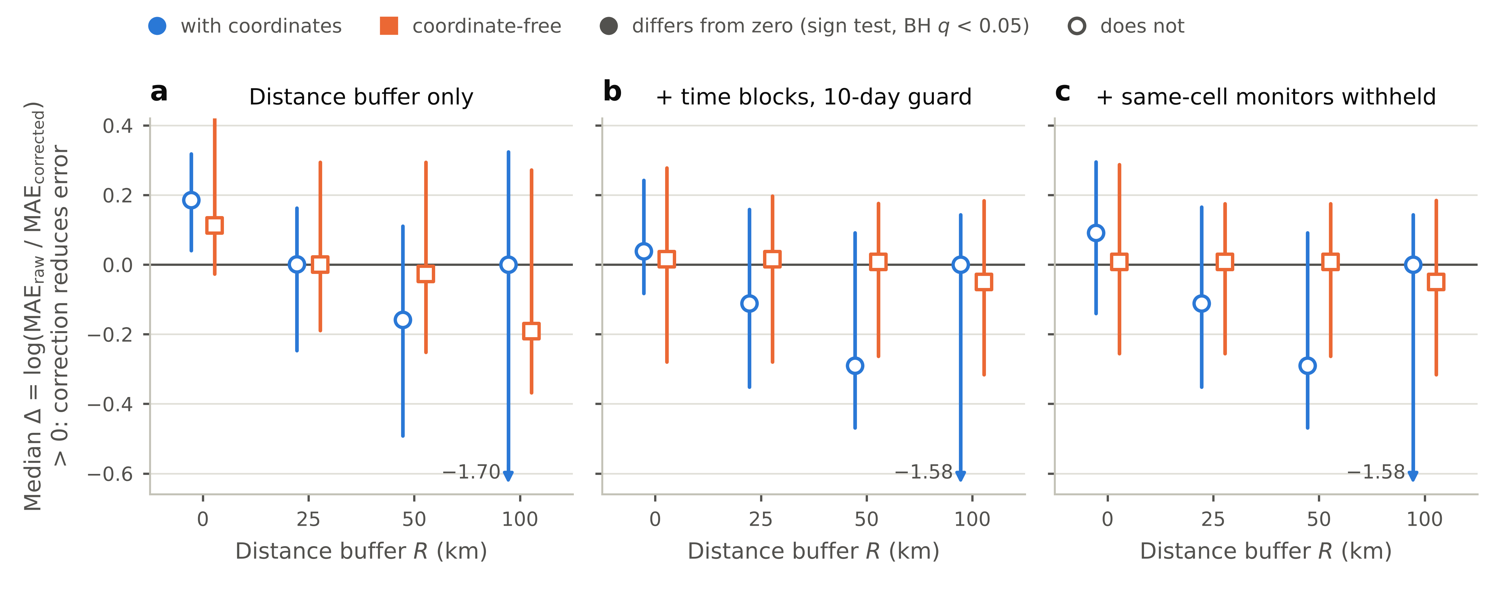 with coordinates
coordinate-free
differs from zero (sign test, BH q < 0.05)
does not
a
Distance buffer only
b
+ time blocks, 10-day guard
c
+ same-cell monitors withheld
Median Δ = log(MAEraw / MAEcorrected)
> 0: correction reduces error
0.4
0.2
0.0
−0.2
−0.4
−0.6
−1.70
−1.58
−1.58
0
25
50
100
0
25
50
100
0
25
50
100
Distance buffer R (km)
Distance buffer R (km)
Distance buffer R (km)